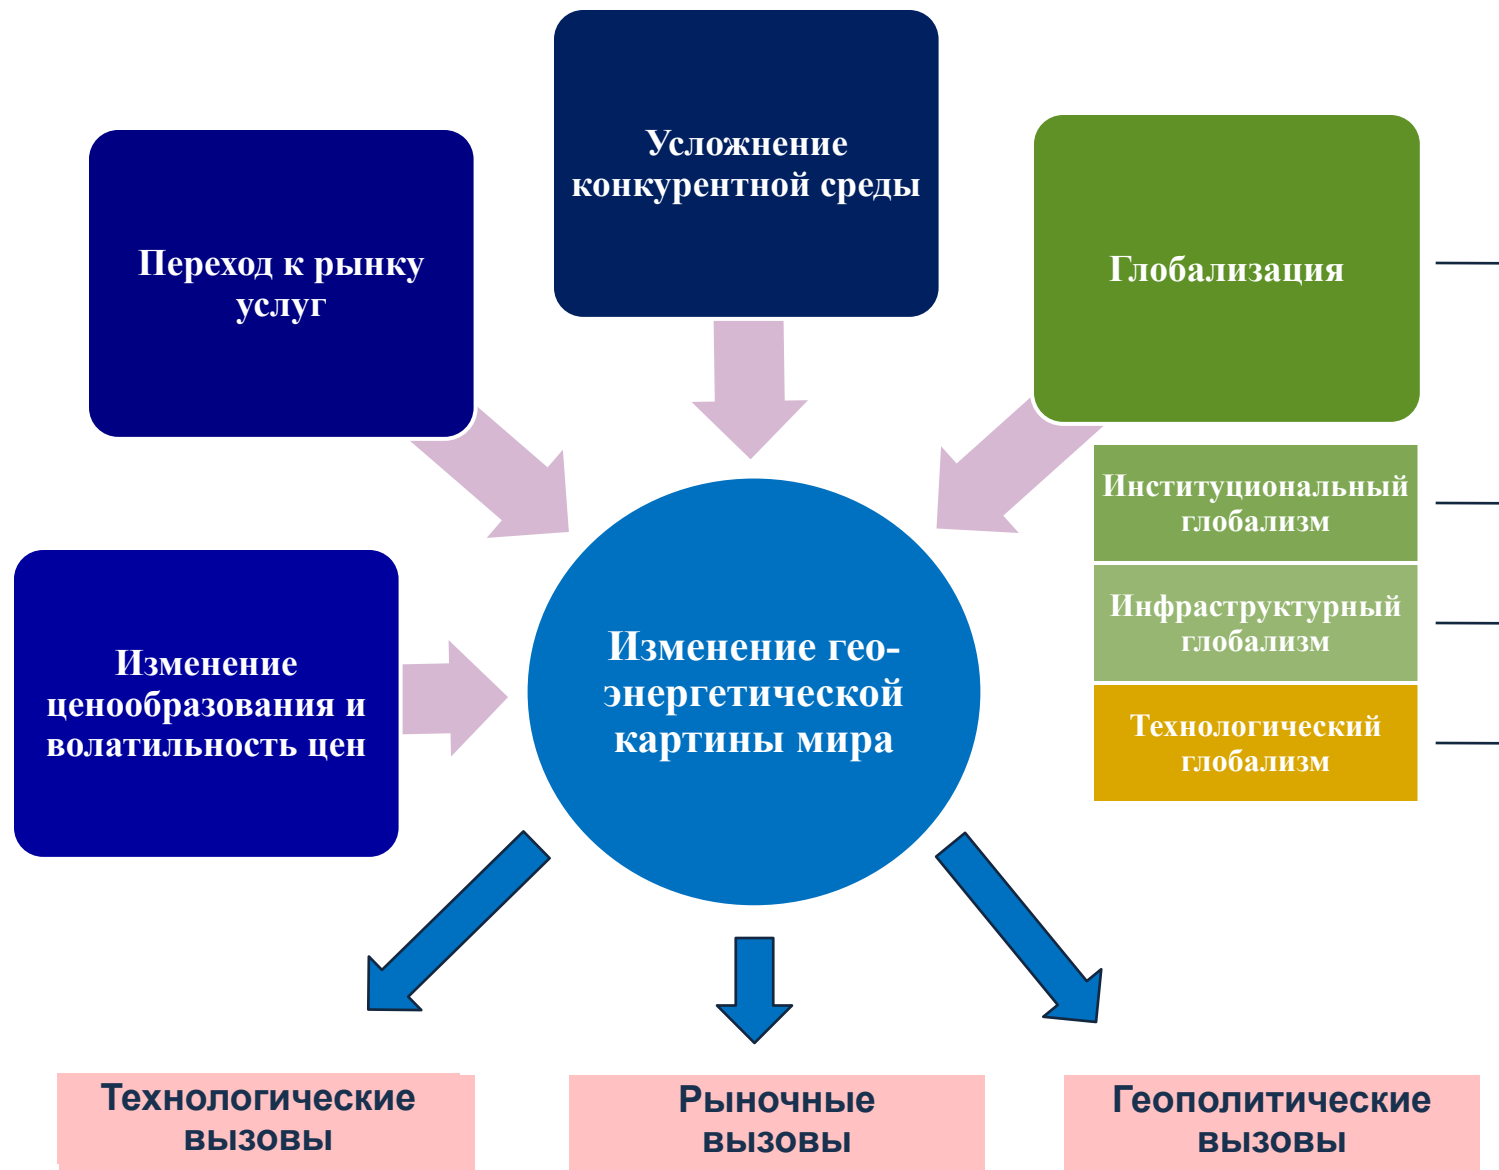 Усложнение
конкурентной среды
Переход к рынку
услуг
Глобализация
Институциональный
глобализм
Инфраструктурный
глобализм
Технологический
глобализм
Изменение
ценообразования и
волатильность цен
Изменение гео-
энергетической
картины мира
Технологические
вызовы
Рыночные
вызовы
Геополитические
вызовы